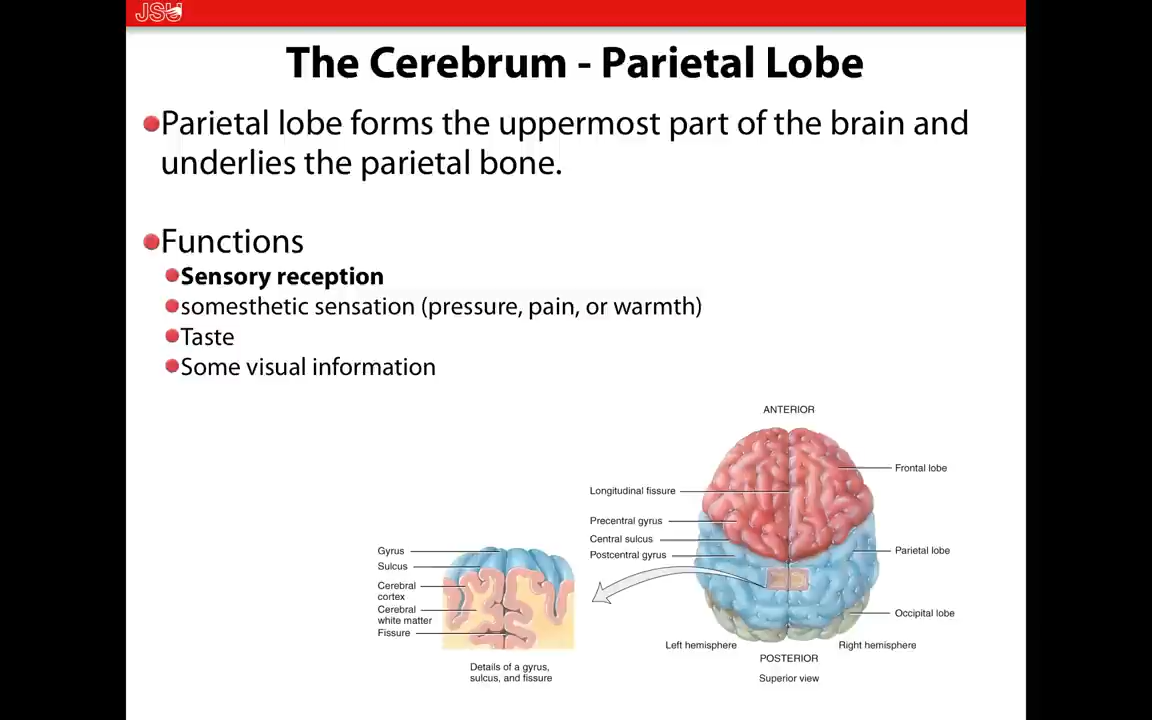 JSU
The Cerebrum - Parietal Lobe
Parietal lobe forms the uppermost part of the brain and
underlies the parietal bone.
Functions
Sensory reception
somesthetic sensation (pressure, pain, or warmth)
Taste
Some visual information
ANTERIOR
Frontal lobe
Longitudinal fissure
Precentral gyrus
Central sulcus
Postcentral gyrus
Parietal lobe
Occipital lobe
Left hemisphere
Right hemisphere
POSTERIOR
Superior view
Gyrus
Sulcus
Cerebral
cortex
Cerebral
white matter
Fissure
Details of a gyrus,
sulcus, and fissure